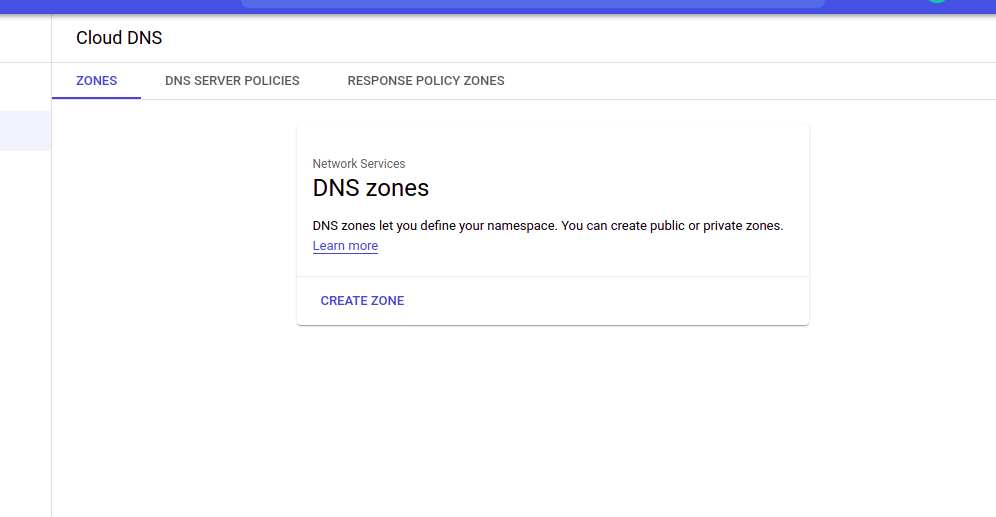 Cloud DNS
ZONES
DNS SERVER POLICIES
RESPONSE POLICY ZONES
Network Services
DNS zones
DNS zones let you define your namespace. You can create public or private zones.
Learn more
CREATE ZONE